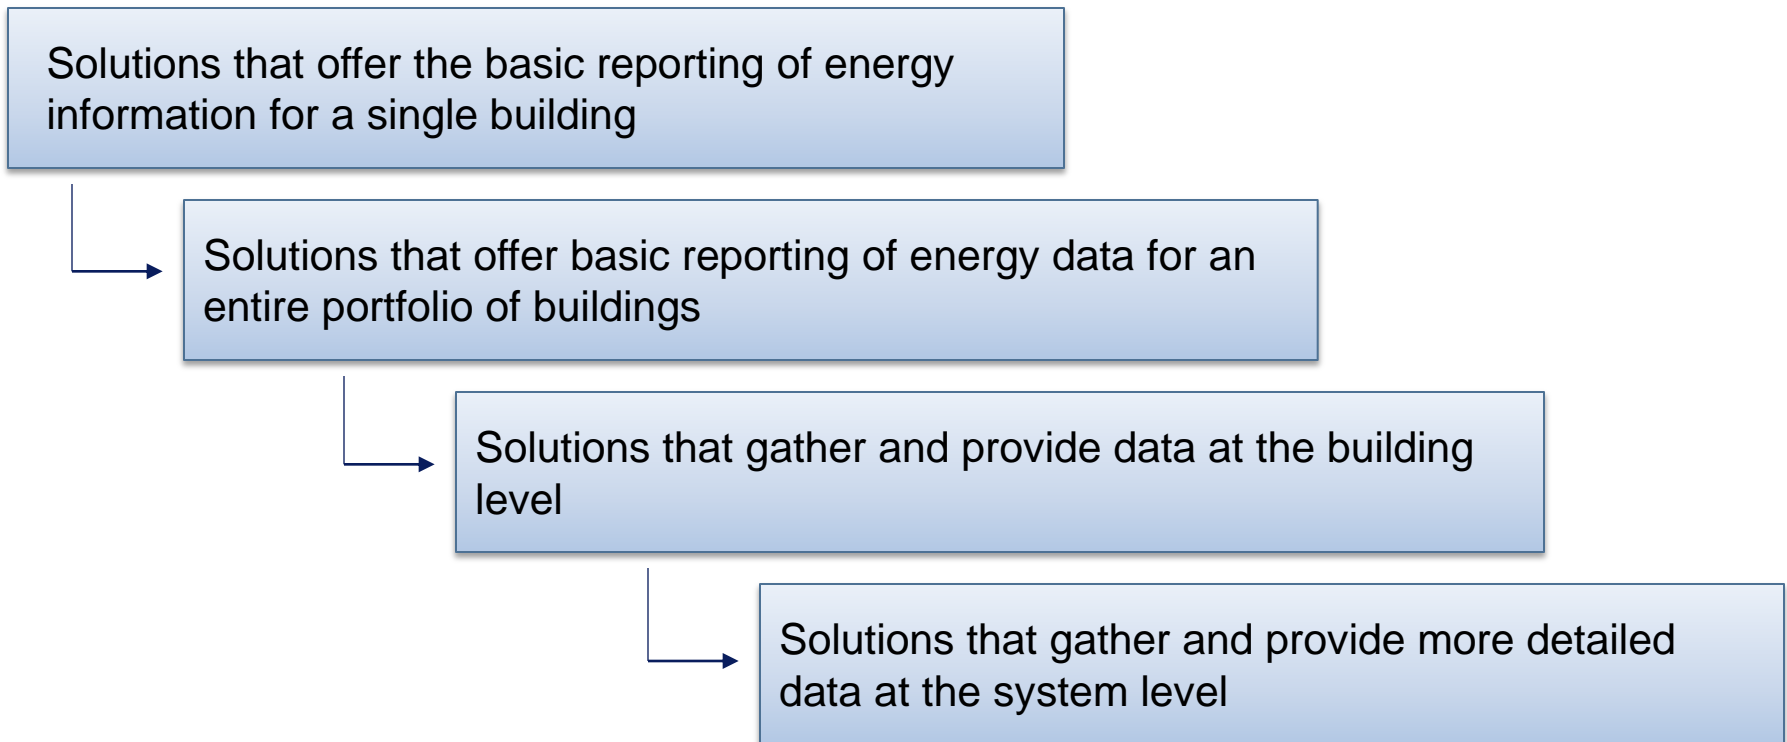 Solutions that offer the basic reporting of energy
information for a single building
Solutions that offer basic reporting of energy data for an
entire portfolio of buildings
Solutions that gather and provide data at the building
level
Solutions that gather and provide more detailed
data at the system level